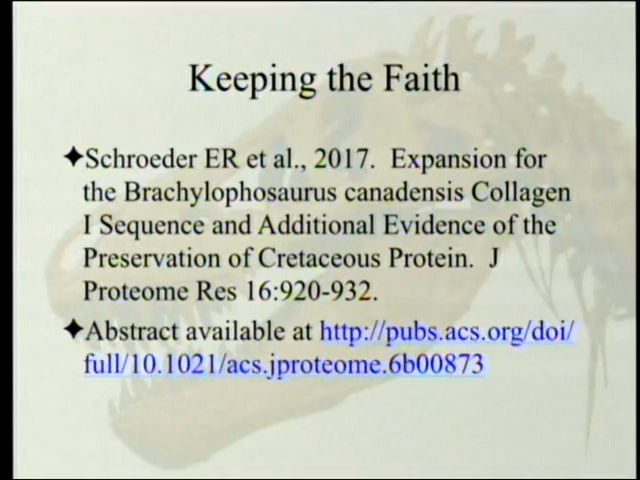 Keeping the Faith
✦Schroeder ER et al., 2017. Expansion for
the Brachylophosaurus canadensis Collagen
I Sequence and Additional Evidence of the
Preservation of Cretaceous Protein. J
Proteome Res 16:920-932.
✦Abstract available at http://pubs.acs.org/doi/
full/10.1021/acs.jproteome.6b00873